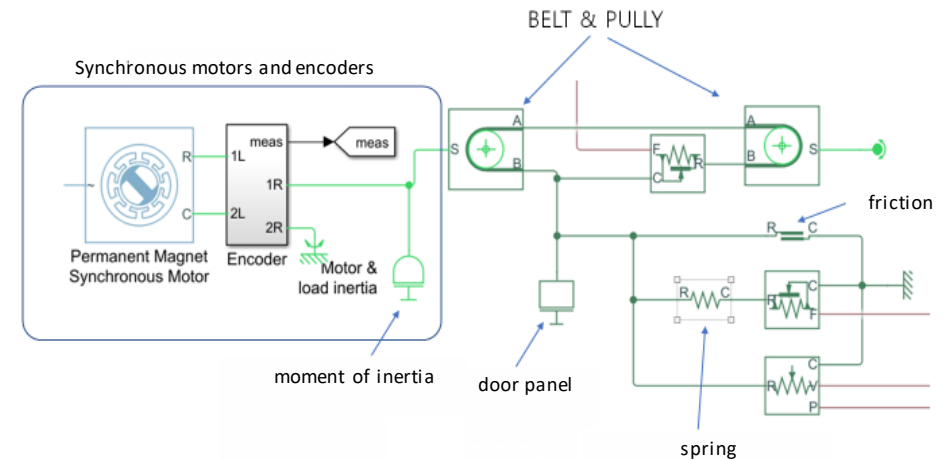 BELT & PULLY
Synchronous motors and encoders
R
C
~
Permanent Magnet
Synchronous Motor
1L
2L
meas
1R
2R
Encoder
meas
Motor &
load inertia
S
A
B
F
C
R
A
B
S
friction
R
C
R
C
C
R
F
C
R
V
P
moment of inertia
door panel
spring